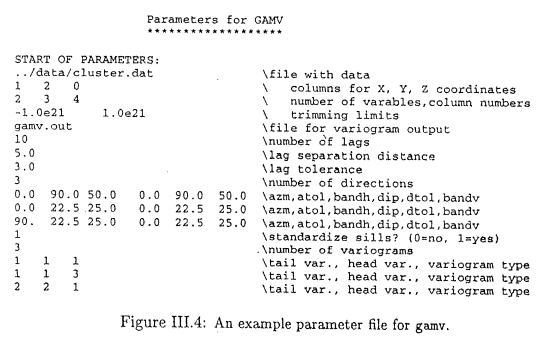 Parameters for GAMV
*******************
START OF PARAMETERS:
../data/cluster.dat \file with data
1 2 0 \ columns for X, Y, Z coordinates
2 3 4 \ number of varables,column numbers
-1.0e21 1.0e21 \ trimming limits
gamv.out \file for variogram output
10 \number of lags
5.0 \lag separation distance
3.0 \lag tolerance
3 \number of directions
0.0 90.0 50.0 0.0 90.0 50.0 \azm,atol,bandh,dip,dtol,bandv
0.0 22.5 25.0 0.0 22.5 25.0 \azm,atol,bandh,dip,dtol,bandv
90. 22.5 25.0 0.0 22.5 25.0 \azm,atol,bandh,dip,dtol,bandv
1 \standardize sills? (0=no, 1=yes)
3 \number of variograms
1 1 1 \tail var., head var., variogram type
1 1 3 \tail var., head var., variogram type
2 2 1 \tail var., head var., variogram type
Figure III.4: An example parameter file for gamv.